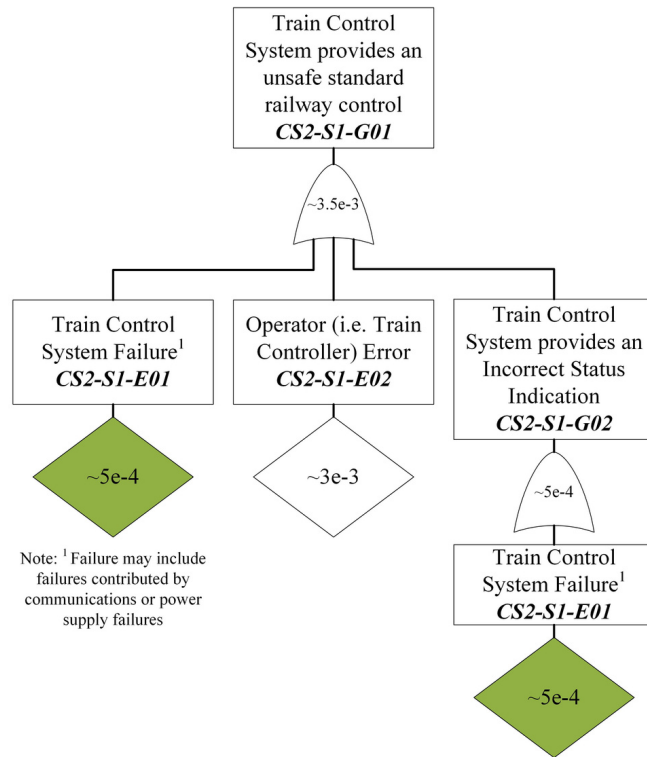 Train Control
System provides an
unsafe standard
railway control
CS2-S1-G01
~3.5e-3
Train Control
System Failure¹
CS2-S1-E01
~5e-4
Note: ¹ Failure may include
failures contributed by
communications or power
supply failures
Operator (i.e. Train
Controller) Error
CS2-S1-E02
~3e-3
Train Control
System provides an
Incorrect Status
Indication
CS2-S1-G02
~5e-4
Train Control
System Failure¹
CS2-S1-E01
~5e-4